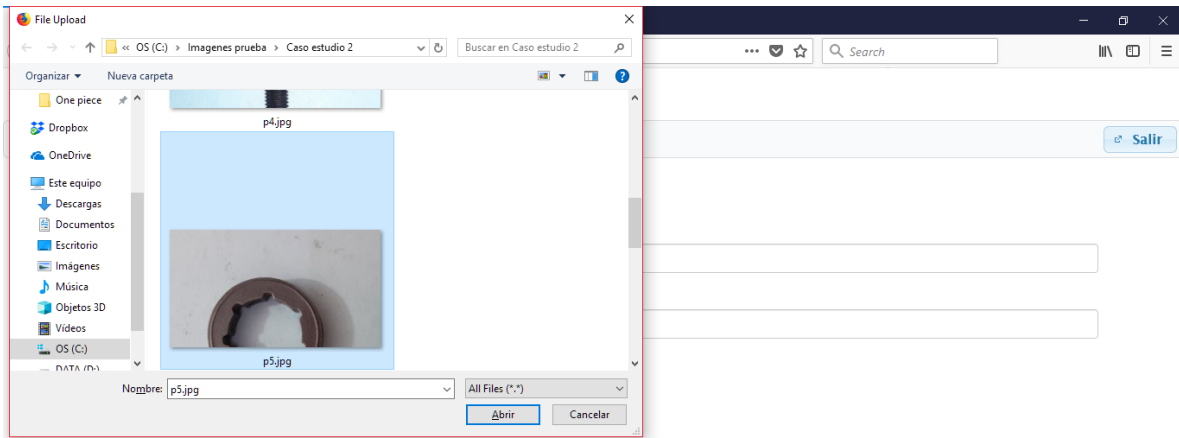 File Upload
« OS (C:) › Imagenes prueba › Caso estudio 2
Buscar en Caso estudio 2
Search
Organizar
Nueva carpeta
One piece
Dropbox
OneDrive
Este equipo
Descargas
Documentos
Escritorio
Imágenes
Música
Objetos 3D
Vídeos
OS (C:)
DATA (D:)
p4.jpg
p5.jpg
Salir
Nombre: p5.jpg
All Files (*.*)
Abrir
Cancelar